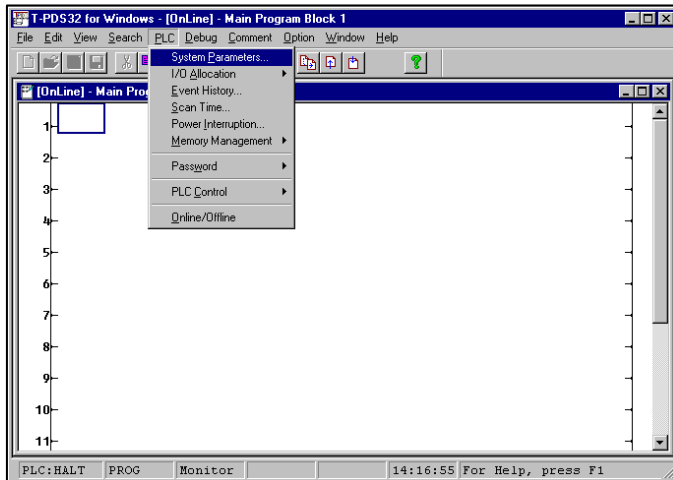 T-PDS32 for Windows - [OnLine] - Main Program Block 1
File Edit View Search PLC Debug Comment Option Window Help
System Parameters...
I/O Allocation
Event History...
Scan Time...
Power Interruption...
Memory Management
Password
PLC Control
Online/Offline
[OnLine] - Main
1
2
3
4
5
6
7
8
9
10
11
PLC:HALT PROG Monitor 14:16:55 For Help, press F1